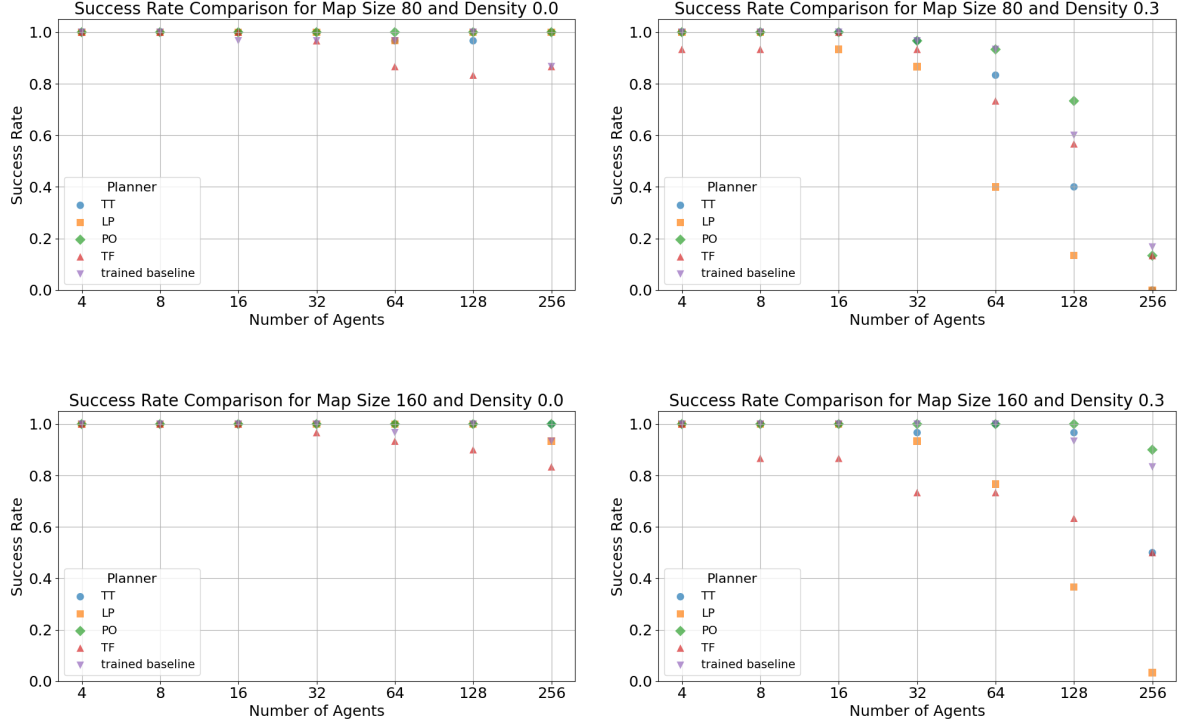 Success Rate Comparison for Map Size 80 and Density 0.0
1.0
0.8
0.6
0.4
0.2
0.0
Success Rate
4 8 16 32 64 128 256
Number of Agents
Planner
TT
LP
PO
TF
trained baseline
Success Rate Comparison for Map Size 80 and Density 0.3
1.0
0.8
0.6
0.4
0.2
0.0
Success Rate
4 8 16 32 64 128 256
Number of Agents
Planner
TT
LP
PO
TF
trained baseline
Success Rate Comparison for Map Size 160 and Density 0.0
1.0
0.8
0.6
0.4
0.2
0.0
Success Rate
4 8 16 32 64 128 256
Number of Agents
Planner
TT
LP
PO
TF
trained baseline
Success Rate Comparison for Map Size 160 and Density 0.3
1.0
0.8
0.6
0.4
0.2
0.0
Success Rate
4 8 16 32 64 128 256
Number of Agents
Planner
TT
LP
PO
TF
trained baseline